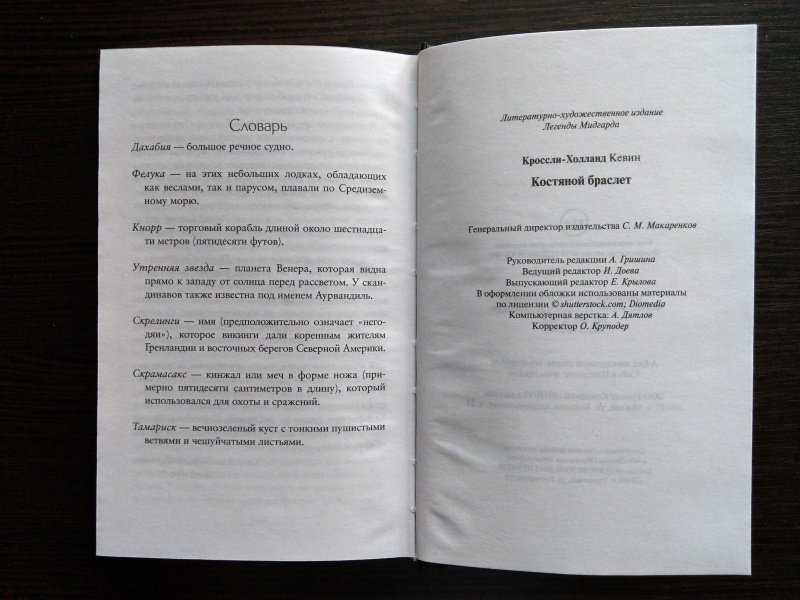 Словарь
Дахабия — большое речное судно.
Фелука — на этих небольших лодках, обладающих
как веслами, так и парусом, плавали по Средизем-
ному морю.
Кнорр — торговый корабль длиной около шестнадца-
ти метров (пятидесяти футов).
Утренняя звезда — планета Венера, которая видна
прямо к западу от солнца перед рассветом. У скан-
динавов также известна под именем Аурвандиль.
Скрелинги — имя (предположительно означает «него-
дяи»), которое викинги дали коренным жителям
Гренландии и восточных берегов Северной Америки.
Скрамасакс — кинжал или меч в форме ножа (при-
мерно пятидесяти сантиметров в длину), который
использовался для охоты и сражений.
Тамариск — вечнозеленый куст с тонкими пушистыми
ветвями и чешуйчатыми листьями.
Литературно-художественное издание
Легенды Мидгарда
Кроссли-Холланд Кевин
Костяной браслет
Генеральный директор издательства С. М. Макаренков
Руководитель редакции А. Гришина
Ведущий редактор И. Доева
Выпускающий редактор Е. Крылова
В оформлении обложки использованы материалы
по лицензии © shutterstock.com; Diomedia
Компьютерная верстка: А. Дятлов
Корректор О. Круподер